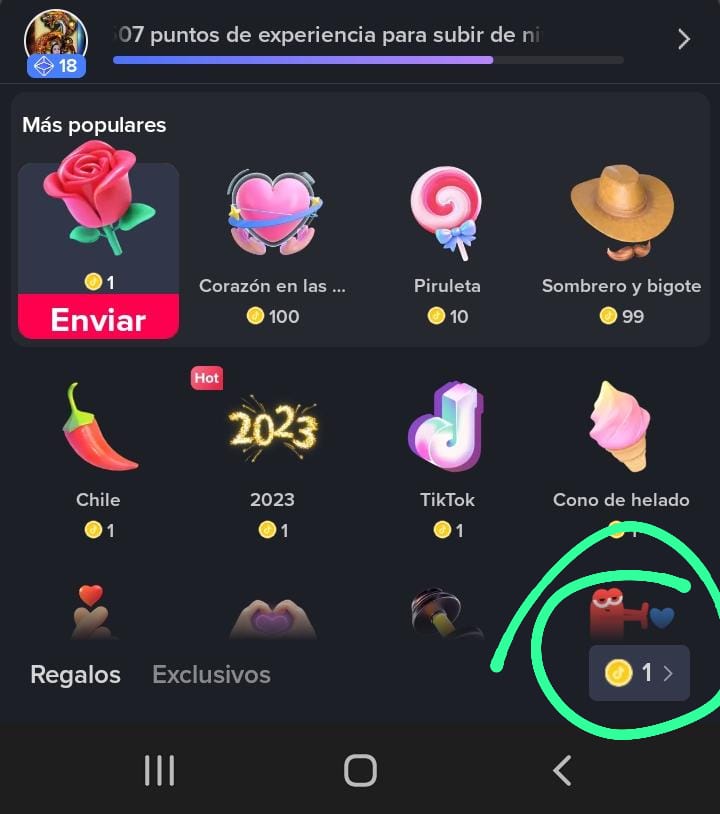 507 puntos de experiencia para subir de ni
18
Más populares
1
Enviar
Corazón en las ...
100
Piruleta
10
Sombrero y bigote
99
Hot
2023
Chile
1
2023
1
TikTok
1
Cono de helado
1
Regalos
Exclusivos
1